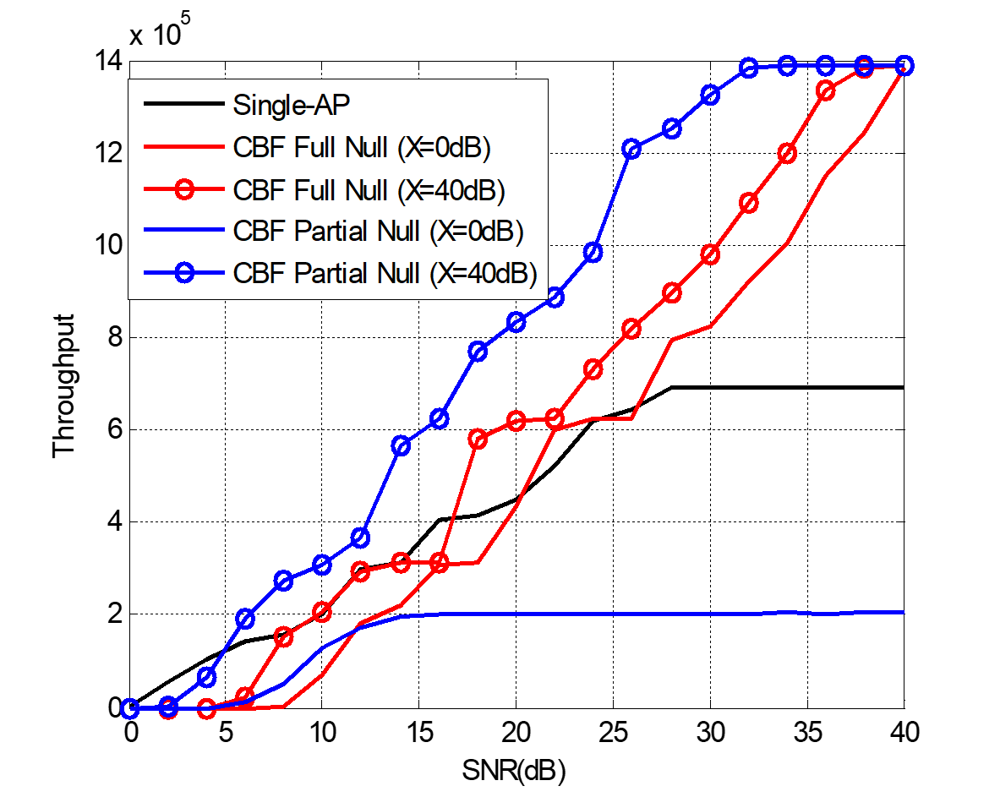 x 10^5
14
12
10
8
6
4
2
0
Throughput
Single-AP
CBF Full Null (X=0dB)
CBF Full Null (X=40dB)
CBF Partial Null (X=0dB)
CBF Partial Null (X=40dB)
0 5 10 15 20 25 30 35 40
SNR(dB)